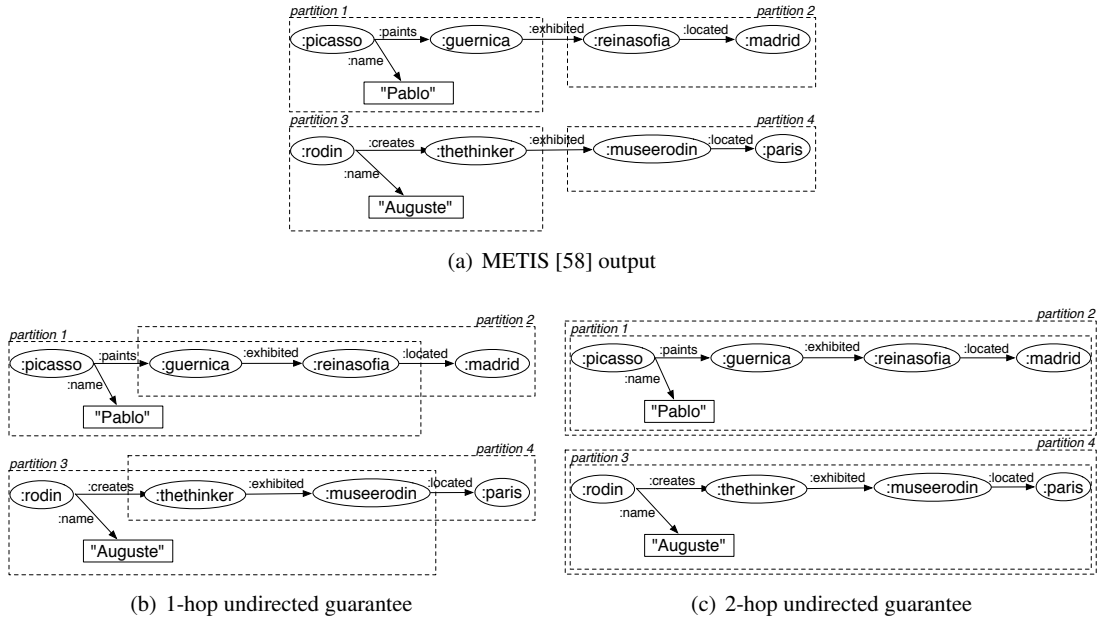 partition 1
partition 2
:picasso :paints :guernica :exhibited :reinasofia :located :madrid
:name
"Pablo"
partition 3
partition 4
:rodin :creates :thethinker :exhibited :museerodin :located :paris
:name
"Auguste"
(a) METIS [58] output
partition 2
partition 1
:picasso :paints :guernica :exhibited :reinasofia :located :madrid
:name
"Pablo"
partition 4
partition 3
:rodin :creates :thethinker :exhibited :museerodin :located :paris
:name
"Auguste"
(b) 1-hop undirected guarantee
partition 2
partition 1
:picasso :paints :guernica :exhibited :reinasofia :located :madrid
:name
"Pablo"
partition 4
partition 3
:rodin :creates :thethinker :exhibited :museerodin :located :paris
:name
"Auguste"
(c) 2-hop undirected guarantee